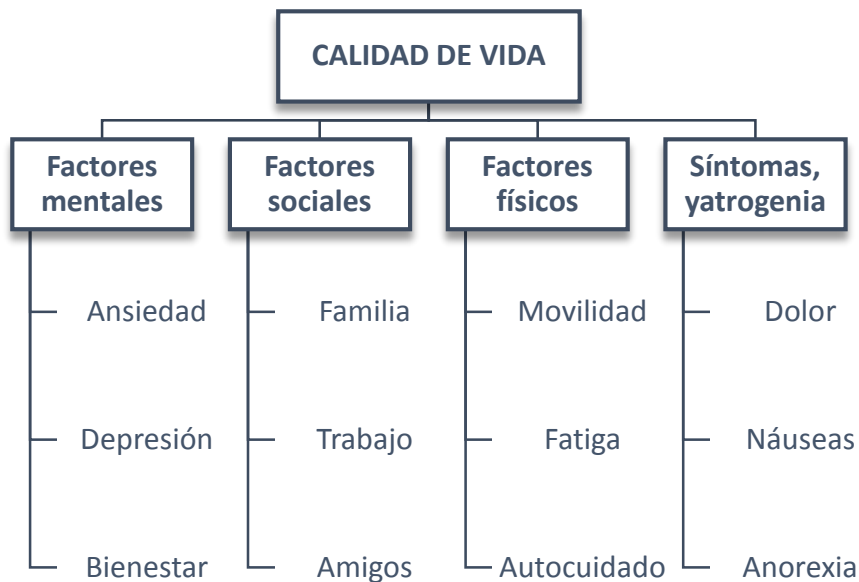 CALIDAD DE VIDA
Factores
mentales
Ansiedad
Depresión
Bienestar
Factores
sociales
Familia
Trabajo
Amigos
Factores
físicos
Movilidad
Fatiga
Autocuidado
Síntomas,
yatrogenia
Dolor
Náuseas
Anorexia